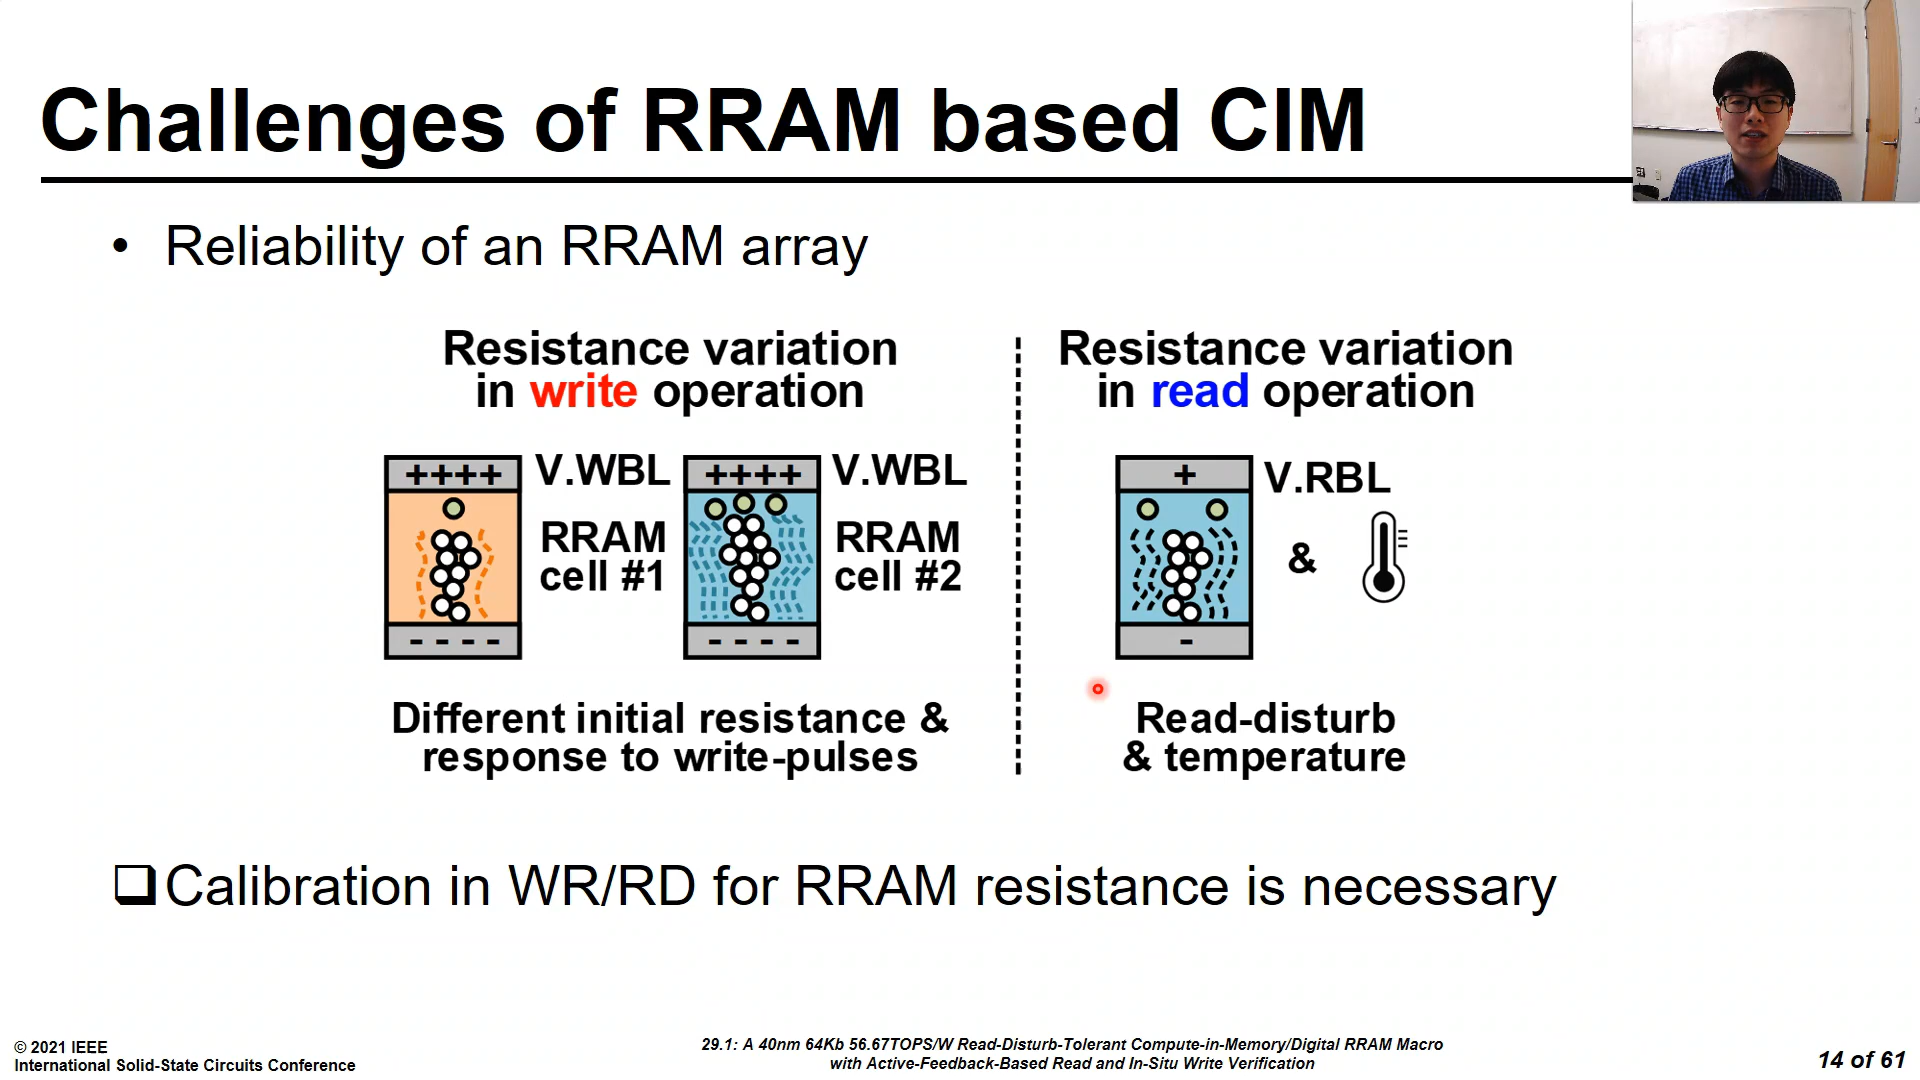 Challenges of RRAM based CIM
• Reliability of an RRAM array
Resistance variation
in write operation
++++
V.WBL
RRAM
cell #1
- - - -
++++
V.WBL
RRAM
cell #2
- - - -
Different initial resistance &
response to write-pulses
Resistance variation
in read operation
+
V.RBL
&
-
Read-disturb
& temperature
❑ Calibration in WR/RD for RRAM resistance is necessary
© 2021 IEEE
International Solid-State Circuits Conference
29.1: A 40nm 64Kb 56.67TOPS/W Read-Disturb-Tolerant Compute-in-Memory/Digital RRAM Macro
with Active-Feedback-Based Read and In-Situ Write Verification
14 of 61